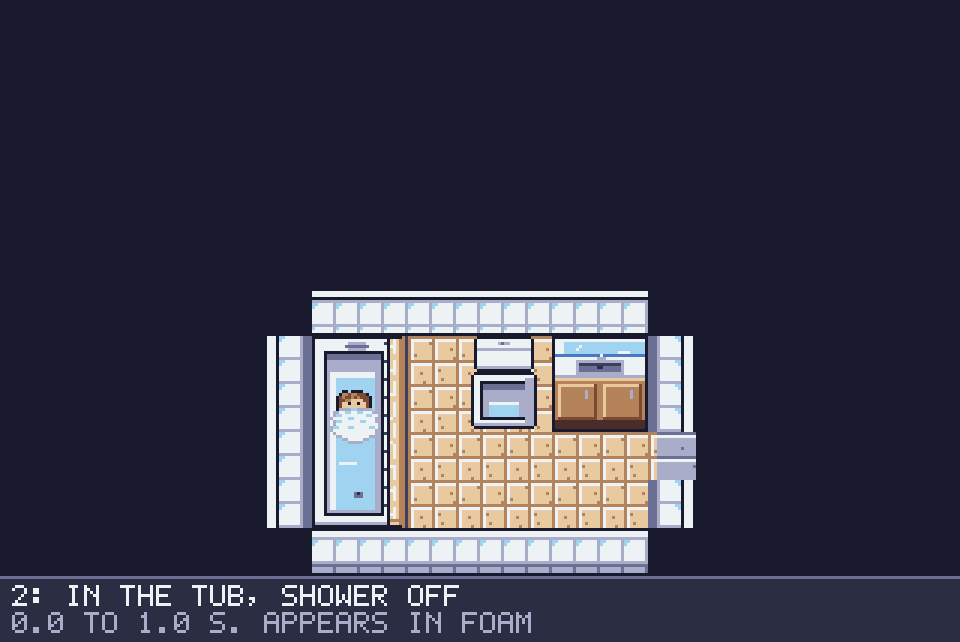 2: IN THE TUB, SHOWER OFF
0.0 TO 1.0 S. APPEARS IN FOAM